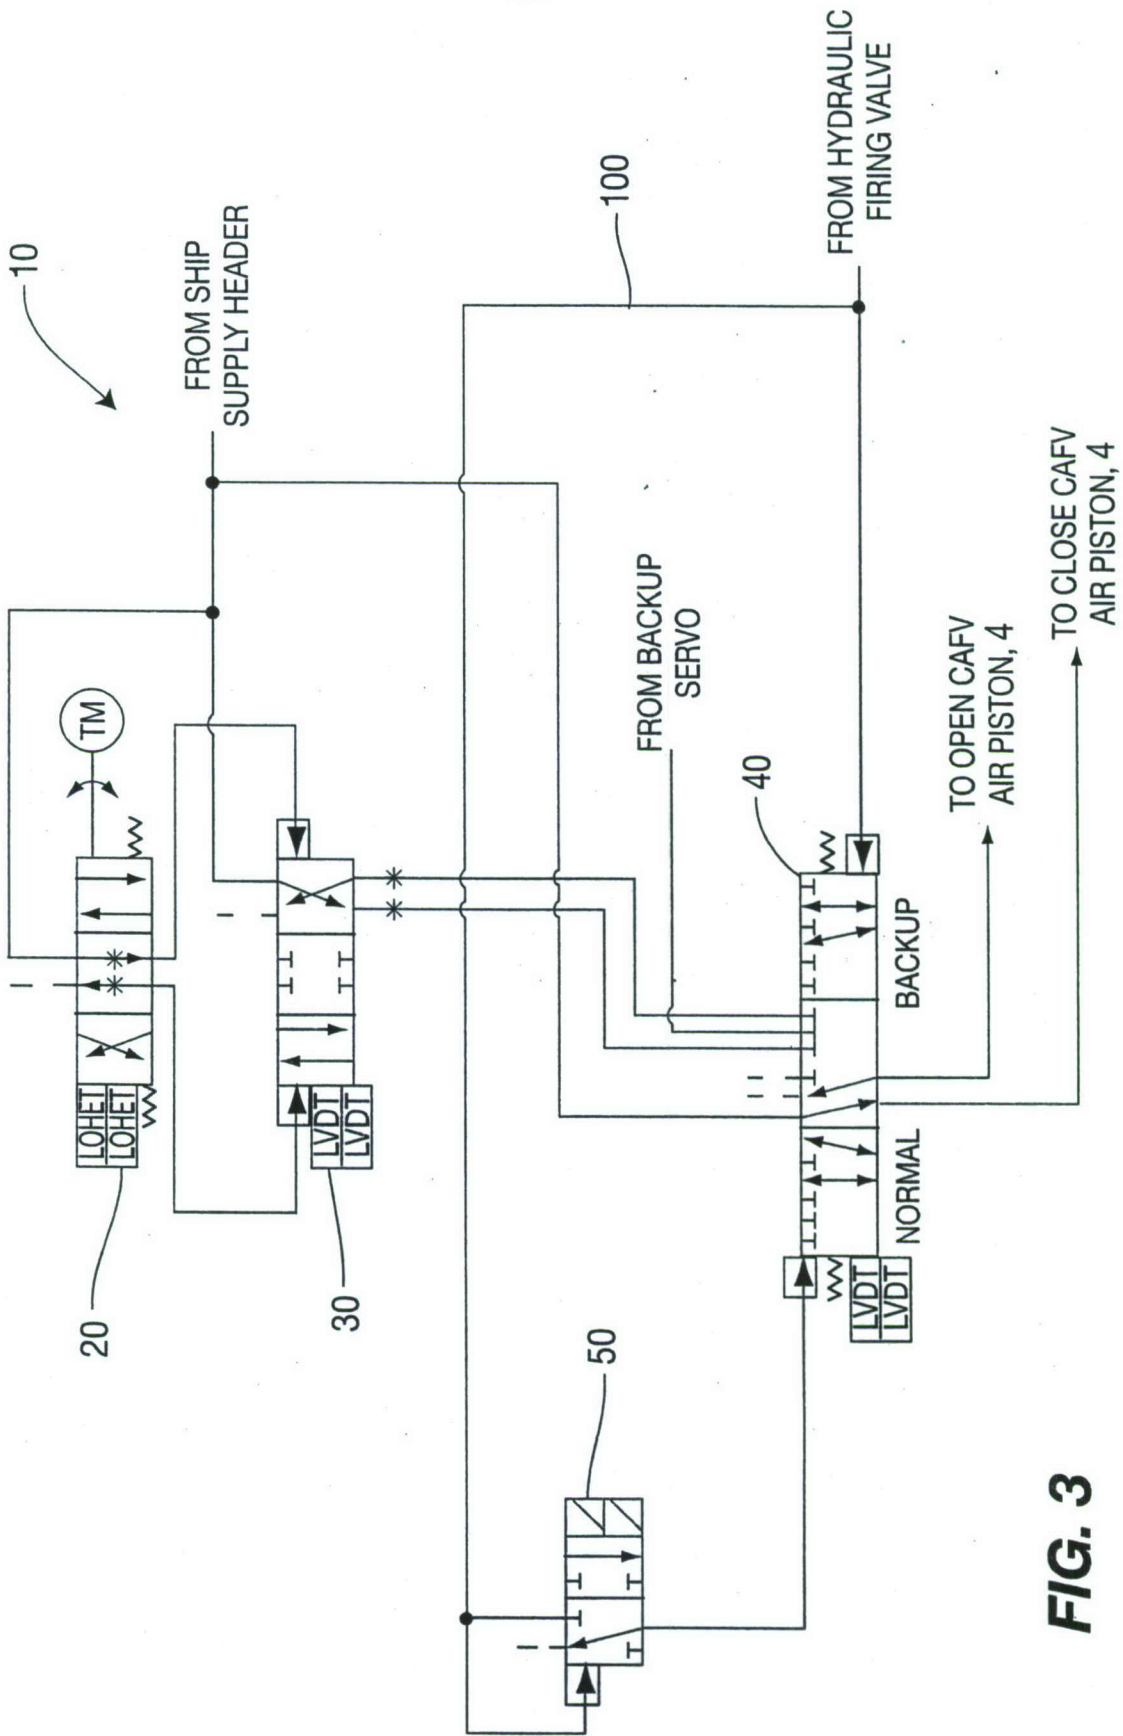 10
FROM SHIP
SUPPLY HEADER
100
FROM HYDRAULIC
FIRING VALVE
TM
LOHET
LOHET
20
LVDT
LVDT
30
FROM BACKUP
SERVO
40
BACKUP
NORMAL
LVDT
LVDT
TO OPEN CAFV
AIR PISTON, 4
TO CLOSE CAFV
AIR PISTON, 4
50
FIG. 3